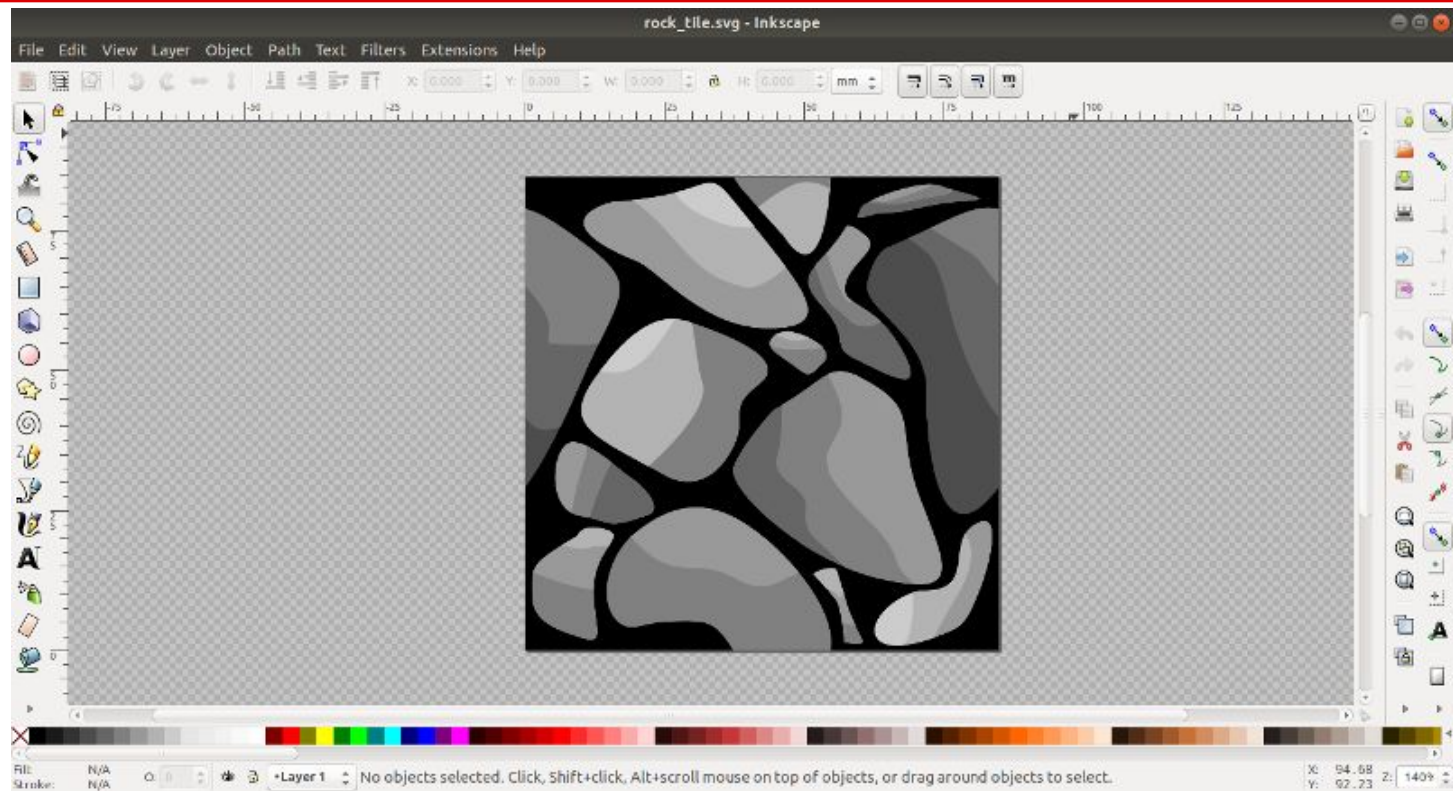 rock_tile.svg - Inkscape
File Edit View Layer Object Path Text Filters Extensions Help
X: 0.000 Y: 0.000 W: 0.000 H: 0.000 mm
-75 -50 -25 0 25 50 75 100 125
Fill: N/A O: 0 •Layer 1 No objects selected. Click, Shift+click, Alt+scroll mouse on top of objects, or drag around objects to select. X: 94.68 Z: 140%
Stroke: N/A Y: 92.23